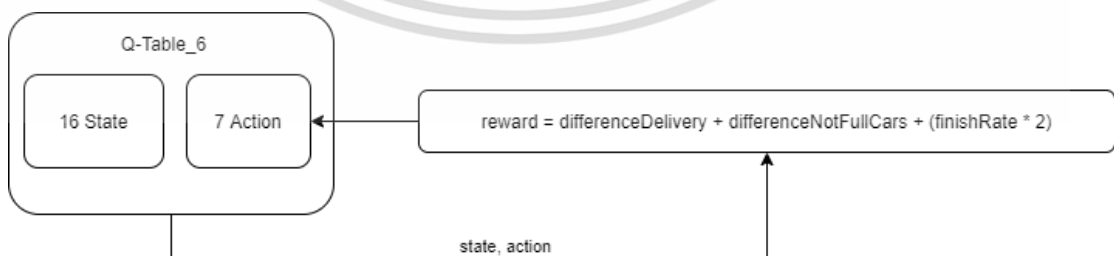 Q-Table_6
16 State
7 Action
reward = differenceDelivery + differenceNotFullCars + (finishRate * 2)
state, action